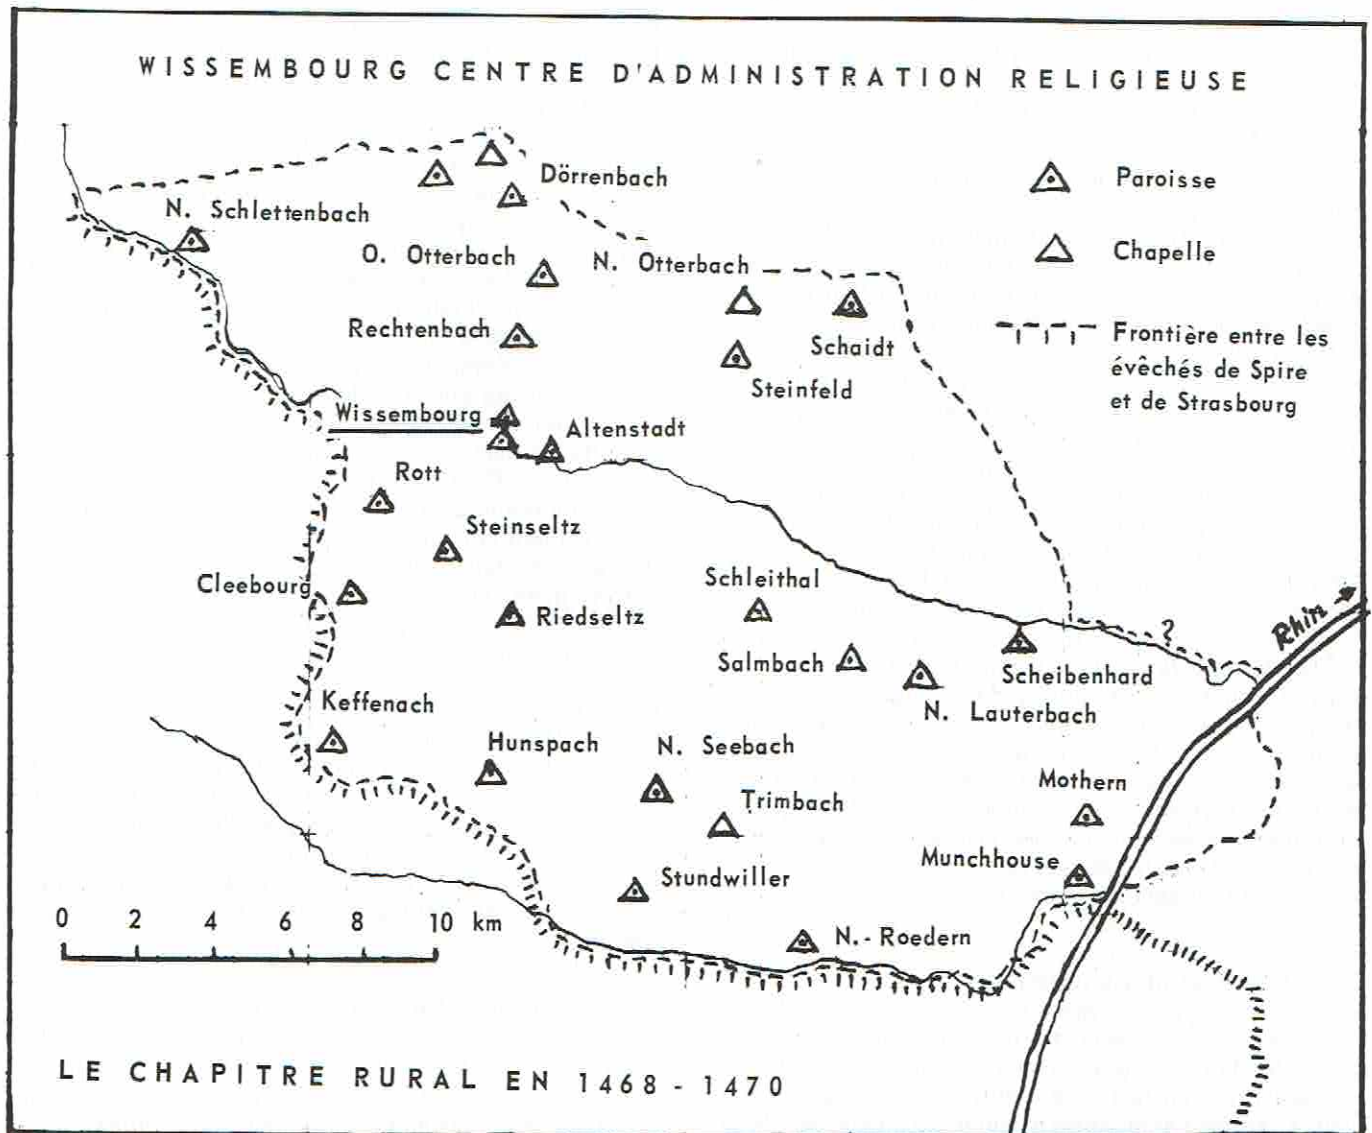 WISSEMBOURG CENTRE D'ADMINISTRATION RELIGIEUSE
Dörrenbach
Paroisse
N. Schlettenbach
O. Otterbach
N. Otterbach
Chapelle
Rechtenbach
Schaidt
Frontière entre les
évêchés de Spire
et de Strasbourg
Steinfeld
Wissembourg
Altenstadt
Rott
Steinseltz
Cleebourg
Schleithal
Riedseltz
?
Rhin
Salmbach
Scheibenhard
N. Lauterbach
Keffenach
Hunspach
N. Seebach
Mothern
Trimbach
Munchhouse
Stundwiller
0 2 4 6 8 10 km
N.-Roedern
LE CHAPITRE RURAL EN 1468 - 1470